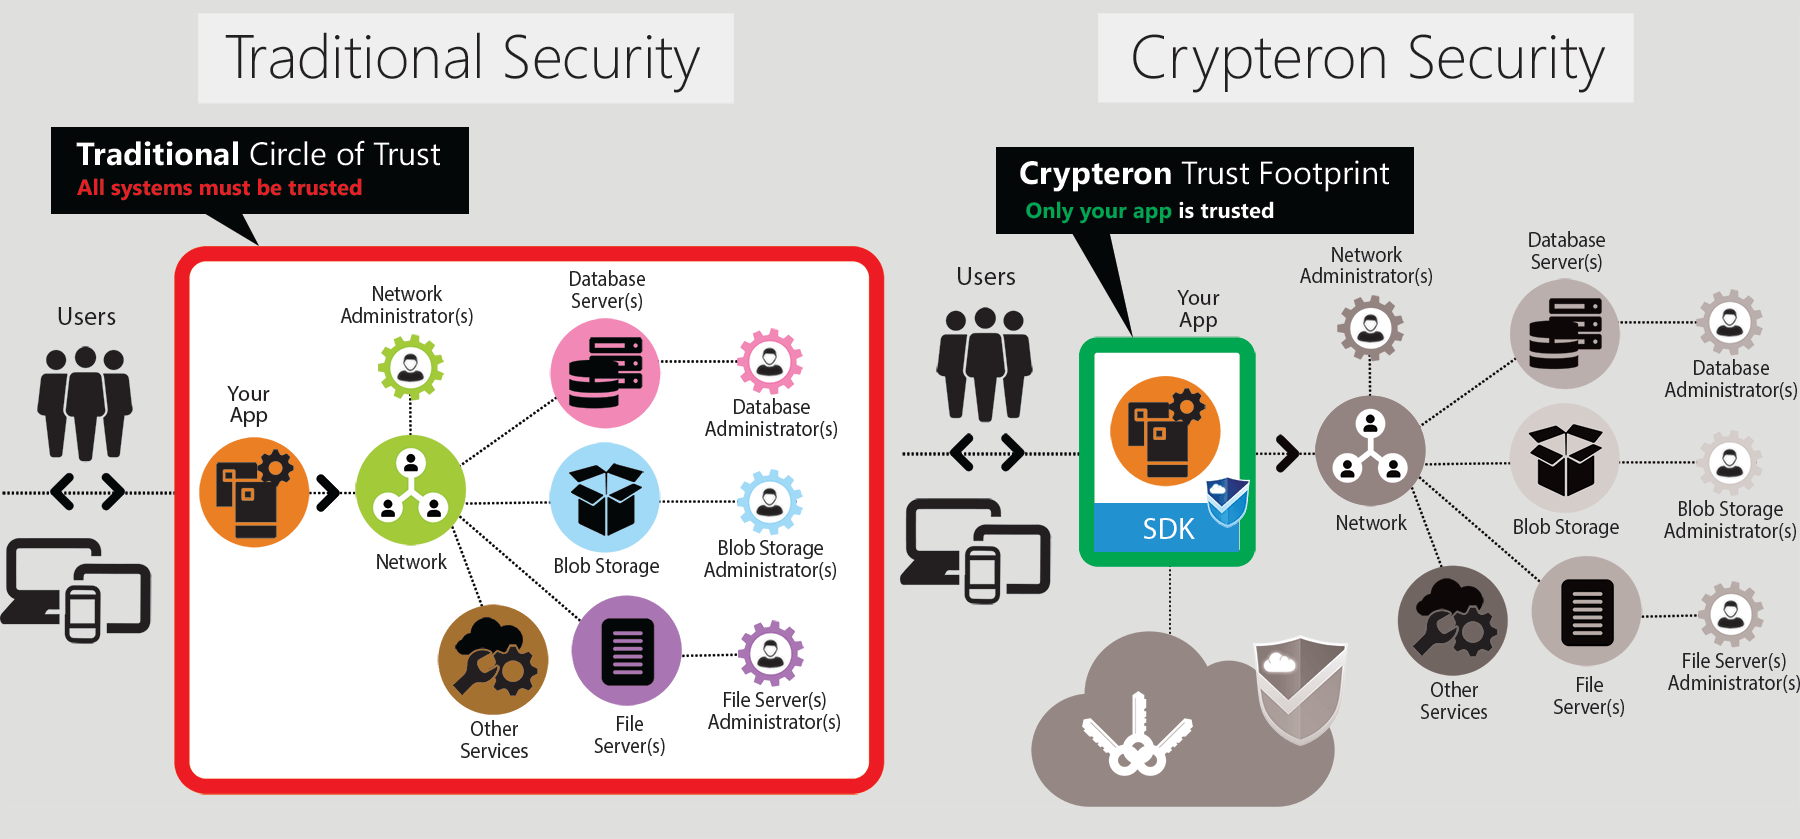 Traditional Security
Traditional Circle of Trust
All systems must be trusted
Users
Your
App
Network
Administrator(s)
Database
Server(s)
Database
Administrator(s)
Network
Blob Storage
Blob Storage
Administrator(s)
Other
Services
File
Server(s)
File Server(s)
Administrator(s)
Crypteron Security
Crypteron Trust Footprint
Only your app is trusted
Users
Your
App
SDK
Network
Administrator(s)
Database
Server(s)
Database
Administrator(s)
Network
Blob Storage
Blob Storage
Administrator(s)
Other
Services
File
Server(s)
File Server(s)
Administrator(s)